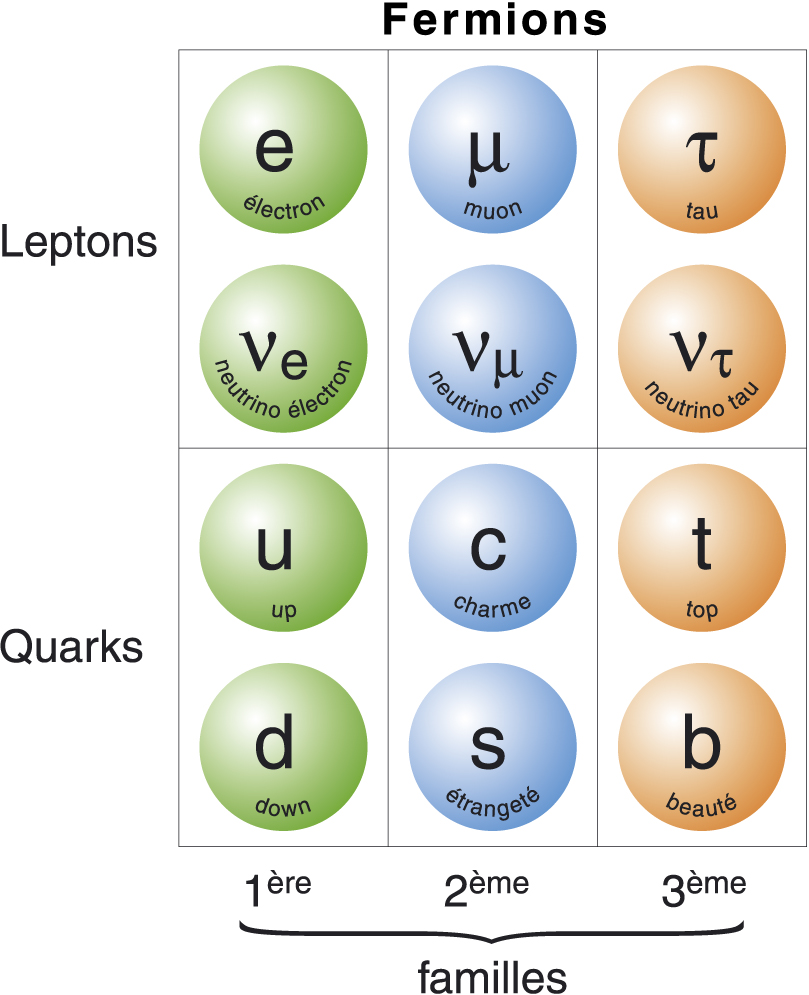 Fermions
Leptons
e
électron
μ
muon
τ
tau
νe
neutrino électron
νμ
neutrino muon
ντ
neutrino tau
Quarks
u
up
c
charme
t
top
d
down
s
étrangeté
b
beauté
1ère 2ème 3ème
familles